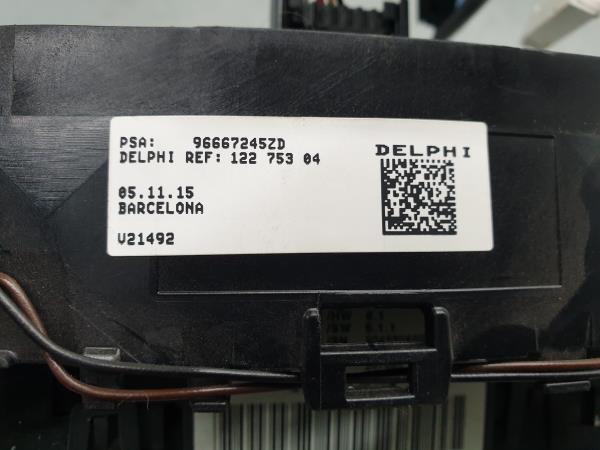 PSA: 96667245ZD
DELPHI REF: 122 753 04
DELPHI
05.11.15
BARCELONA
V21492